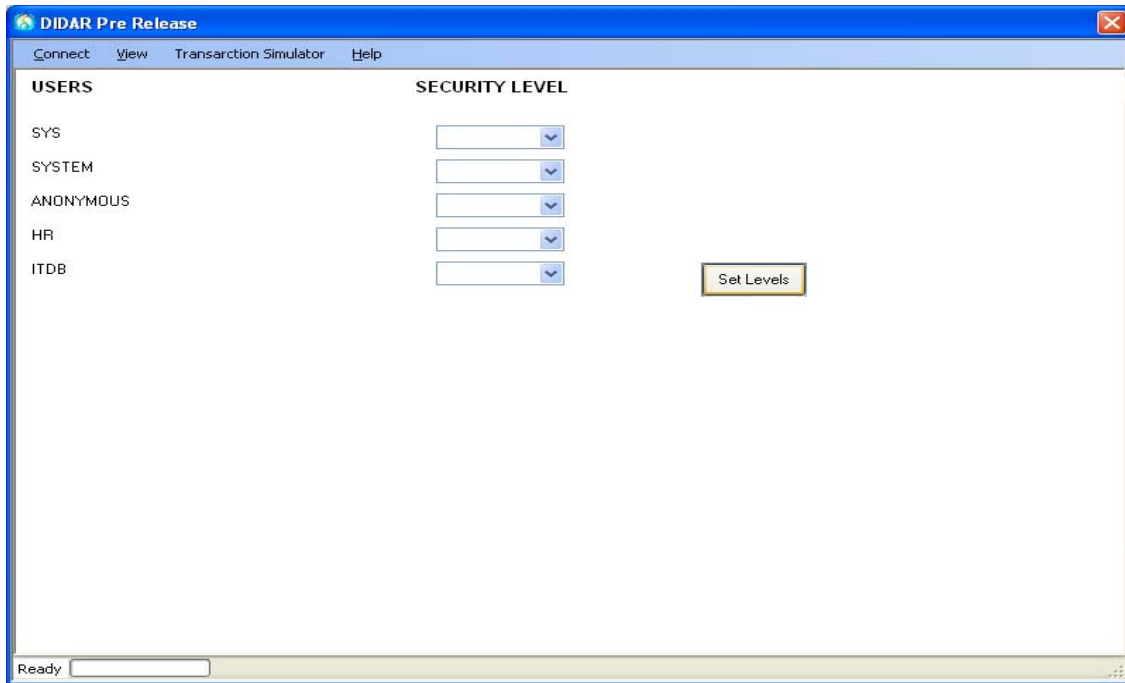 DIDAR Pre Release
Connect View Transarction Simulator Help
USERS SECURITY LEVEL
SYS
SYSTEM
ANONYMOUS
HR
ITDB
Set Levels
Ready